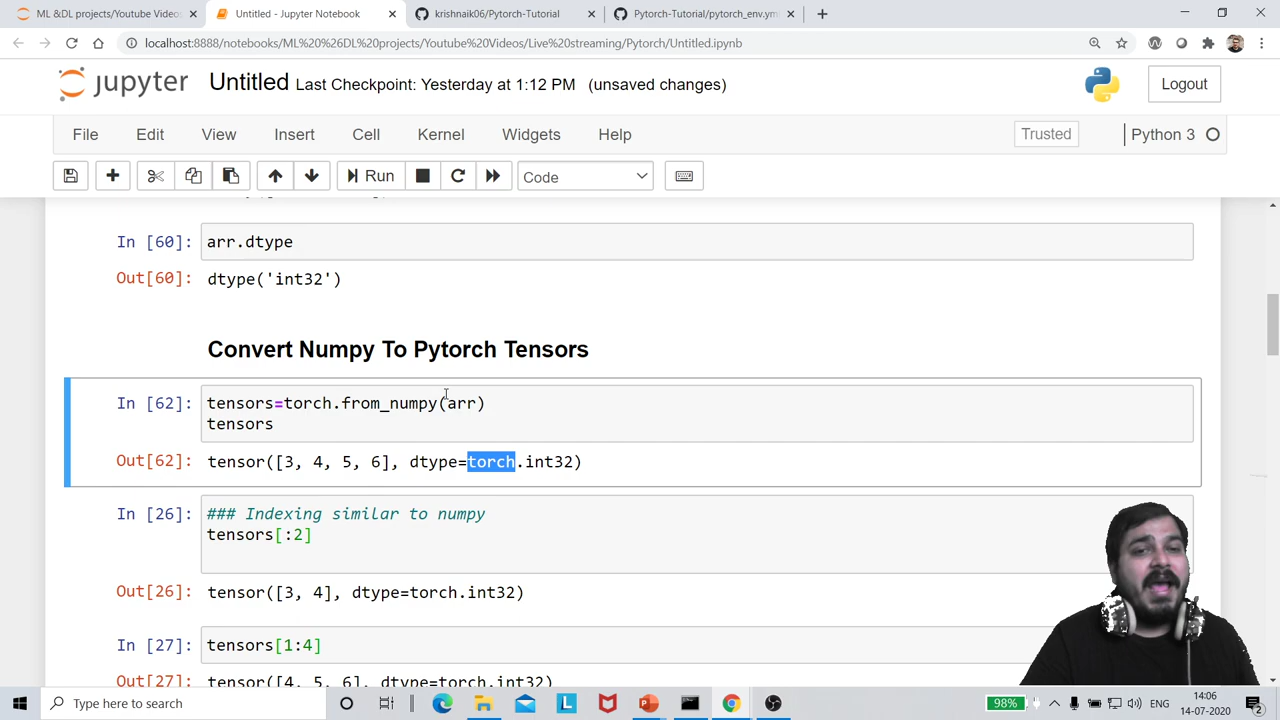 ML &DL projects/Youtube Videos
Untitled - Jupyter Notebook
krishnaik06/Pytorch-Tutorial
Pytorch-Tutorial/pytorch_env.ym
localhost:8888/notebooks/ML%20%26DL%20projects/Youtube%20Videos/Live%20streaming/Pytorch/Untitled.ipynb
jupyter Untitled Last Checkpoint: Yesterday at 1:12 PM (unsaved changes)
Logout
File Edit View Insert Cell Kernel Widgets Help
Trusted
Python 3
Run
Code
In [60]: arr.dtype
Out[60]: dtype('int32')
Convert Numpy To Pytorch Tensors
In [62]: tensors=torch.from_numpy(arr)
tensors
Out[62]: tensor([3, 4, 5, 6], dtype=torch.int32)
In [26]: ### Indexing similar to numpy
tensors[:2]
Out[26]: tensor([3, 4], dtype=torch.int32)
In [27]: tensors[1:4]
Out[27]: tensor([4, 5, 6], dtype=torch.int32)
Type here to search
98%
ENG
14:06
14-07-2020
2